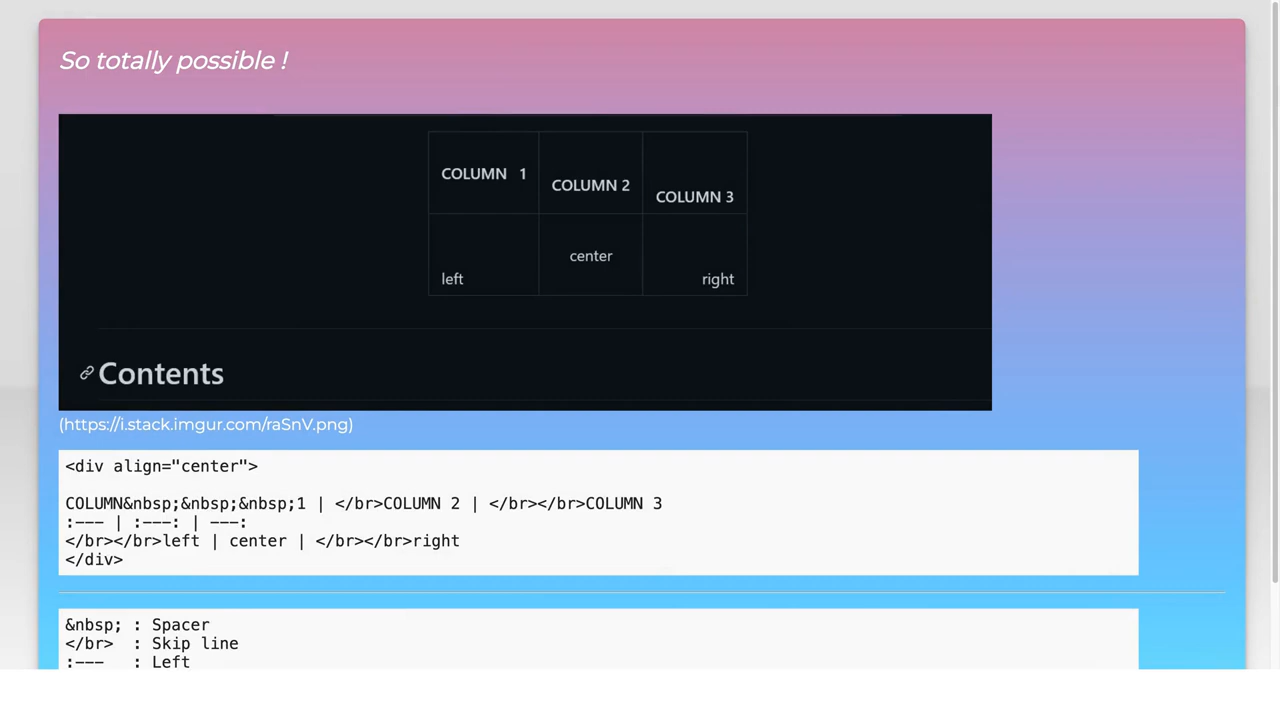 So totally possible !
COLUMN   1
COLUMN 2
COLUMN 3
left
center
right
Contents
(https://i.stack.imgur.com/raSnV.png)
<div align="center">
COLUMN&nbsp;&nbsp;&nbsp;1 | </br>COLUMN 2 | </br></br>COLUMN 3
:--- | :---: | ---:
</br></br>left | center | </br></br>right
</div>
&nbsp; : Spacer
</br>  : Skip line
:---   : Left